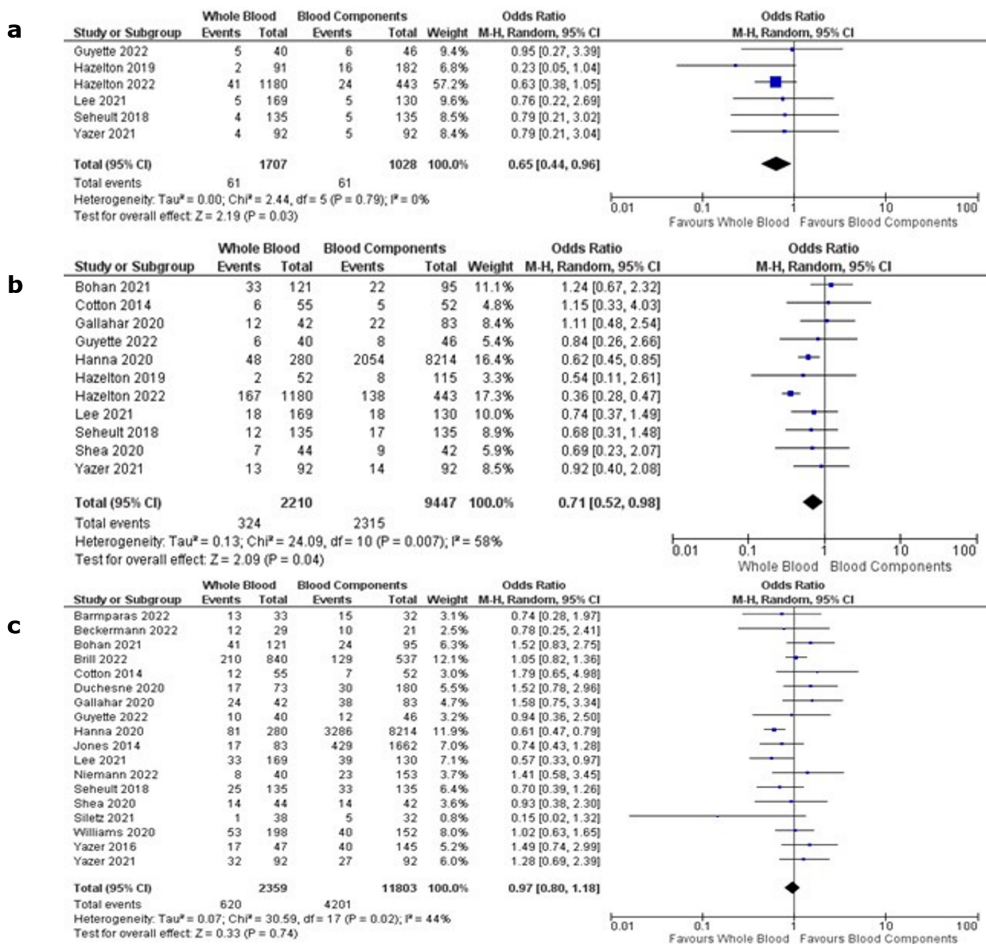 a
Whole Blood Blood Components Odds Ratio Odds Ratio
Study or Subgroup Events Total Events Total Weight M-H, Random, 95% CI M-H, Random, 95% CI
Guyette 2022 5 40 6 46 9.4% 0.95 [0.27, 3.39]
Hazelton 2019 2 91 16 182 6.8% 0.23 [0.05, 1.04]
Hazelton 2022 41 1180 24 443 57.2% 0.63 [0.38, 1.05]
Lee 2021 5 169 5 130 9.6% 0.76 [0.22, 2.69]
Seheult 2018 4 135 5 135 8.5% 0.79 [0.21, 3.02]
Yazer 2021 4 92 5 92 8.4% 0.79 [0.21, 3.04]
Total (95% CI) 1707 1028 100.0% 0.65 [0.44, 0.96]
Total events 61 61
Heterogeneity: Tau² = 0.00; Chi² = 2.44, df = 5 (P = 0.79); I² = 0%
Test for overall effect: Z = 2.19 (P = 0.03)
0.01 0.1 1 10 100
Favours Whole Blood Favours Blood Components
b
Whole Blood Blood Components Odds Ratio Odds Ratio
Study or Subgroup Events Total Events Total Weight M-H, Random, 95% CI M-H, Random, 95% CI
Bohan 2021 33 121 22 95 11.1% 1.24 [0.67, 2.32]
Cotton 2014 6 55 5 52 4.8% 1.15 [0.33, 4.03]
Gallahar 2020 12 42 22 83 8.4% 1.11 [0.48, 2.54]
Guyette 2022 6 40 8 46 5.4% 0.84 [0.26, 2.66]
Hanna 2020 48 280 2054 8214 16.4% 0.62 [0.45, 0.85]
Hazelton 2019 2 52 8 115 3.3% 0.54 [0.11, 2.61]
Hazelton 2022 167 1180 138 443 17.3% 0.36 [0.28, 0.47]
Lee 2021 18 169 18 130 10.0% 0.74 [0.37, 1.49]
Seheult 2018 12 135 17 135 8.9% 0.68 [0.31, 1.48]
Shea 2020 7 44 9 42 5.9% 0.69 [0.23, 2.07]
Yazer 2021 13 92 14 92 8.5% 0.92 [0.40, 2.08]
Total (95% CI) 2210 9447 100.0% 0.71 [0.52, 0.98]
Total events 324 2315
Heterogeneity: Tau² = 0.13; Chi² = 24.09, df = 10 (P = 0.007); I² = 58%
Test for overall effect: Z = 2.09 (P = 0.04)
0.01 0.1 1 10 100
Whole Blood Blood Components
c
Whole Blood Blood Components Odds Ratio Odds Ratio
Study or Subgroup Events Total Events Total Weight M-H, Random, 95% CI M-H, Random, 95% CI
Barmparas 2022 13 33 15 32 3.1% 0.74 [0.28, 1.97]
Beckermann 2022 12 29 10 21 2.5% 0.78 [0.25, 2.41]
Bohan 2021 41 121 24 95 6.3% 1.52 [0.83, 2.75]
Brill 2022 210 840 129 537 12.1% 1.05 [0.82, 1.36]
Cotton 2014 12 55 7 52 3.0% 1.79 [0.65, 4.98]
Duchesne 2020 17 73 30 180 5.5% 1.52 [0.78, 2.96]
Gallahar 2020 24 42 38 83 4.7% 1.58 [0.75, 3.34]
Guyette 2022 10 40 12 46 3.2% 0.94 [0.36, 2.50]
Hanna 2020 81 280 3286 8214 11.9% 0.61 [0.47, 0.79]
Jones 2014 17 83 429 1662 7.0% 0.74 [0.43, 1.28]
Lee 2021 33 169 39 130 7.1% 0.57 [0.33, 0.97]
Niemann 2022 8 40 23 153 3.7% 1.41 [0.58, 3.45]
Seheult 2018 25 135 33 135 6.5% 0.70 [0.39, 1.26]
Shea 2020 14 44 14 42 3.6% 0.93 [0.38, 2.30]
Siletz 2021 1 38 5 32 0.8% 0.15 [0.02, 1.32]
Williams 2020 53 198 40 152 8.0% 1.02 [0.63, 1.65]
Yazer 2016 17 47 40 145 5.2% 1.49 [0.74, 2.99]
Yazer 2021 32 92 27 92 6.0% 1.28 [0.69, 2.39]
Total (95% CI) 2359 11803 100.0% 0.97 [0.80, 1.18]
Total events 620 4201
Heterogeneity: Tau² = 0.07; Chi² = 30.59, df = 17 (P = 0.02); I² = 44%
Test for overall effect: Z = 0.33 (P = 0.74)
0.01 0.1 1 10 100
Favours Whole Blood Favours Blood Components